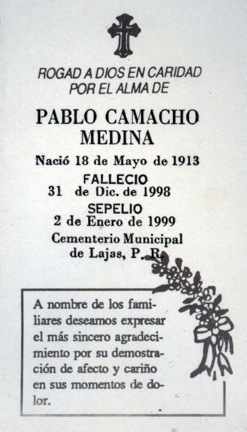 ROGAD A DIOS EN CARIDAD
POR EL ALMA DE
PABLO CAMACHO
MEDINA
Nació 18 de Mayo de 1913
FALLECIO
31 de Dic. de 1998
SEPELIO
2 de Enero de 1999
Cementerio Municipal
de Lajas, P. R.
A nombre de los fami-
liares deseamos expresar
el más sincero agradeci-
miento por su demostra-
ción de afecto y cariño
en sus momentos de do-
lor.